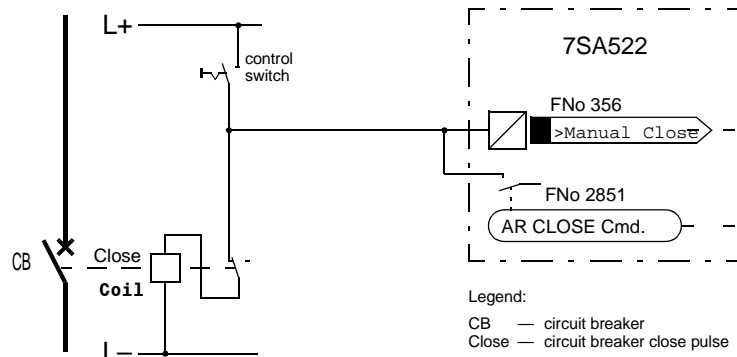 L+
7SA522
control
switch
FNo 356
>Manual Close
FNo 2851
AR CLOSE Cmd.
CB
Close
Coil
L−
Legend:
CB — circuit breaker
Close — circuit breaker close pulse